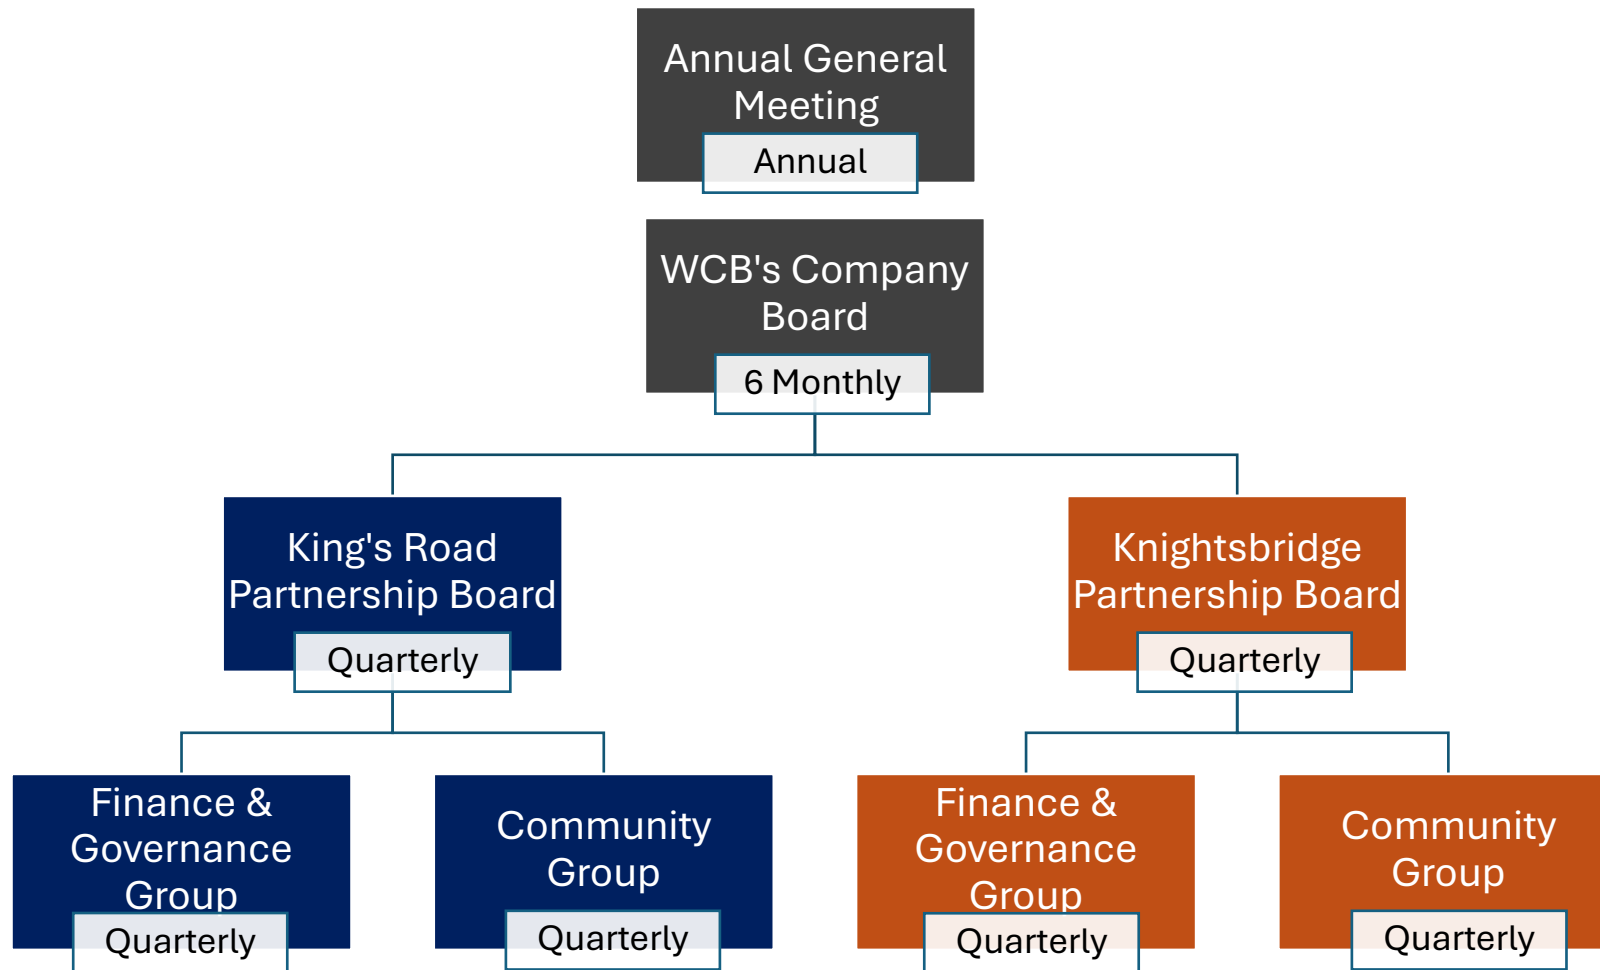 Annual General
Meeting
Annual
WCB's Company
Board
6 Monthly
King's Road
Partnership Board
Quarterly
Knightsbridge
Partnership Board
Quarterly
Finance &
Governance
Group
Quarterly
Community
Group
Quarterly
Finance &
Governance
Group
Quarterly
Community
Group
Quarterly